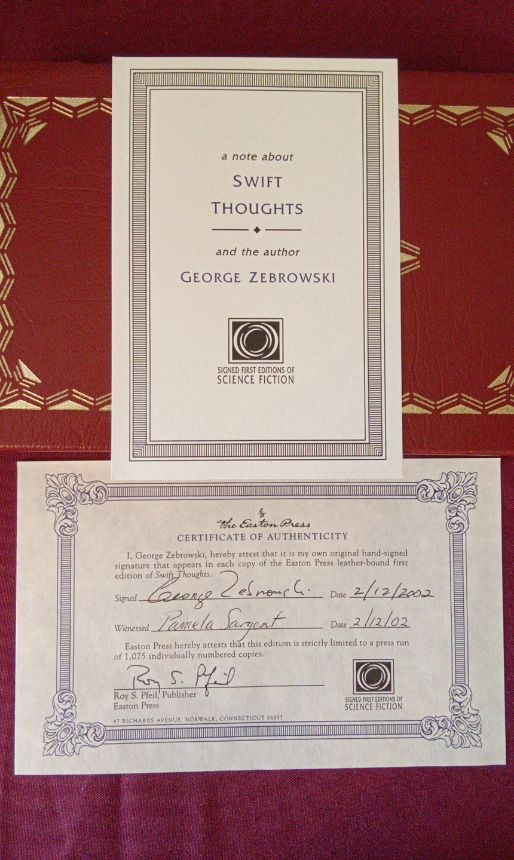 a note about
SWIFT
THOUGHTS
and the author
GEORGE ZEBROWSKI
SIGNED FIRST EDITIONS OF
SCIENCE FICTION
The Easton Press
CERTIFICATE OF AUTHENTICITY
I, George Zebrowski, hereby attest that it is my own original hand-signed
signature that appears in each copy of the Easton Press leather-bound first
edition of Swift Thoughts.
Signed George Zebrowski Date 2/12/2002
Witnessed Pamela Sargent Date 2/12/02
Easton Press hereby attests that this edition is strictly limited to a press run
of 1,075 individually numbered copies.
Roy S. Pfeil
Roy S. Pfeil, Publisher
Easton Press
SIGNED FIRST EDITIONS OF
SCIENCE FICTION
47 RICHARDS AVENUE, NORWALK, CONNECTICUT 06857